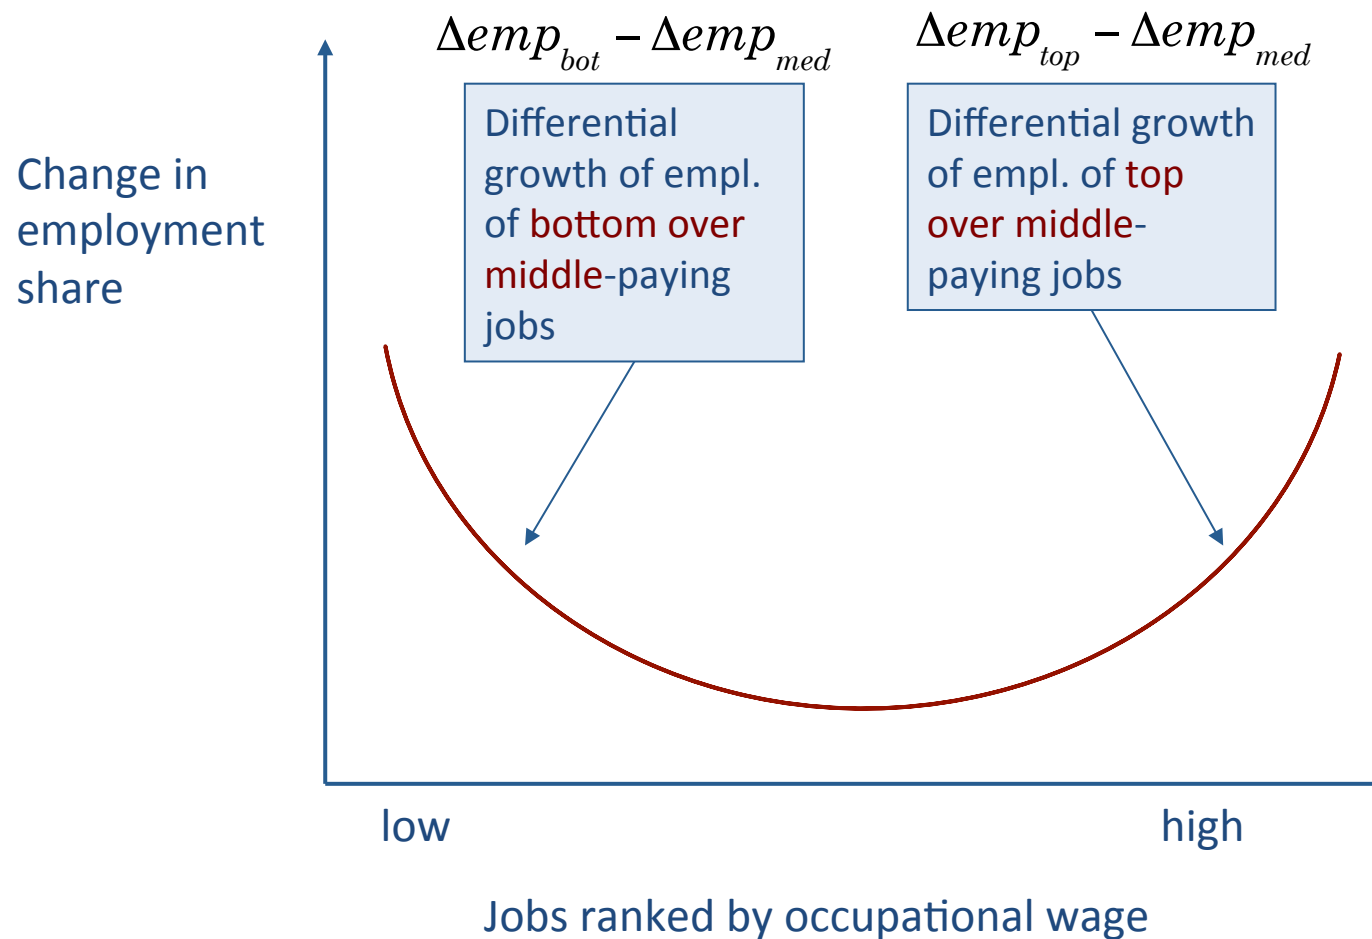 Δemp_bot − Δemp_med
Δemp_top − Δemp_med
Change in
employment
share
Differential
growth of empl.
of bottom over
middle-paying
jobs
Differential growth
of empl. of top
over middle-
paying jobs
low
high
Jobs ranked by occupational wage